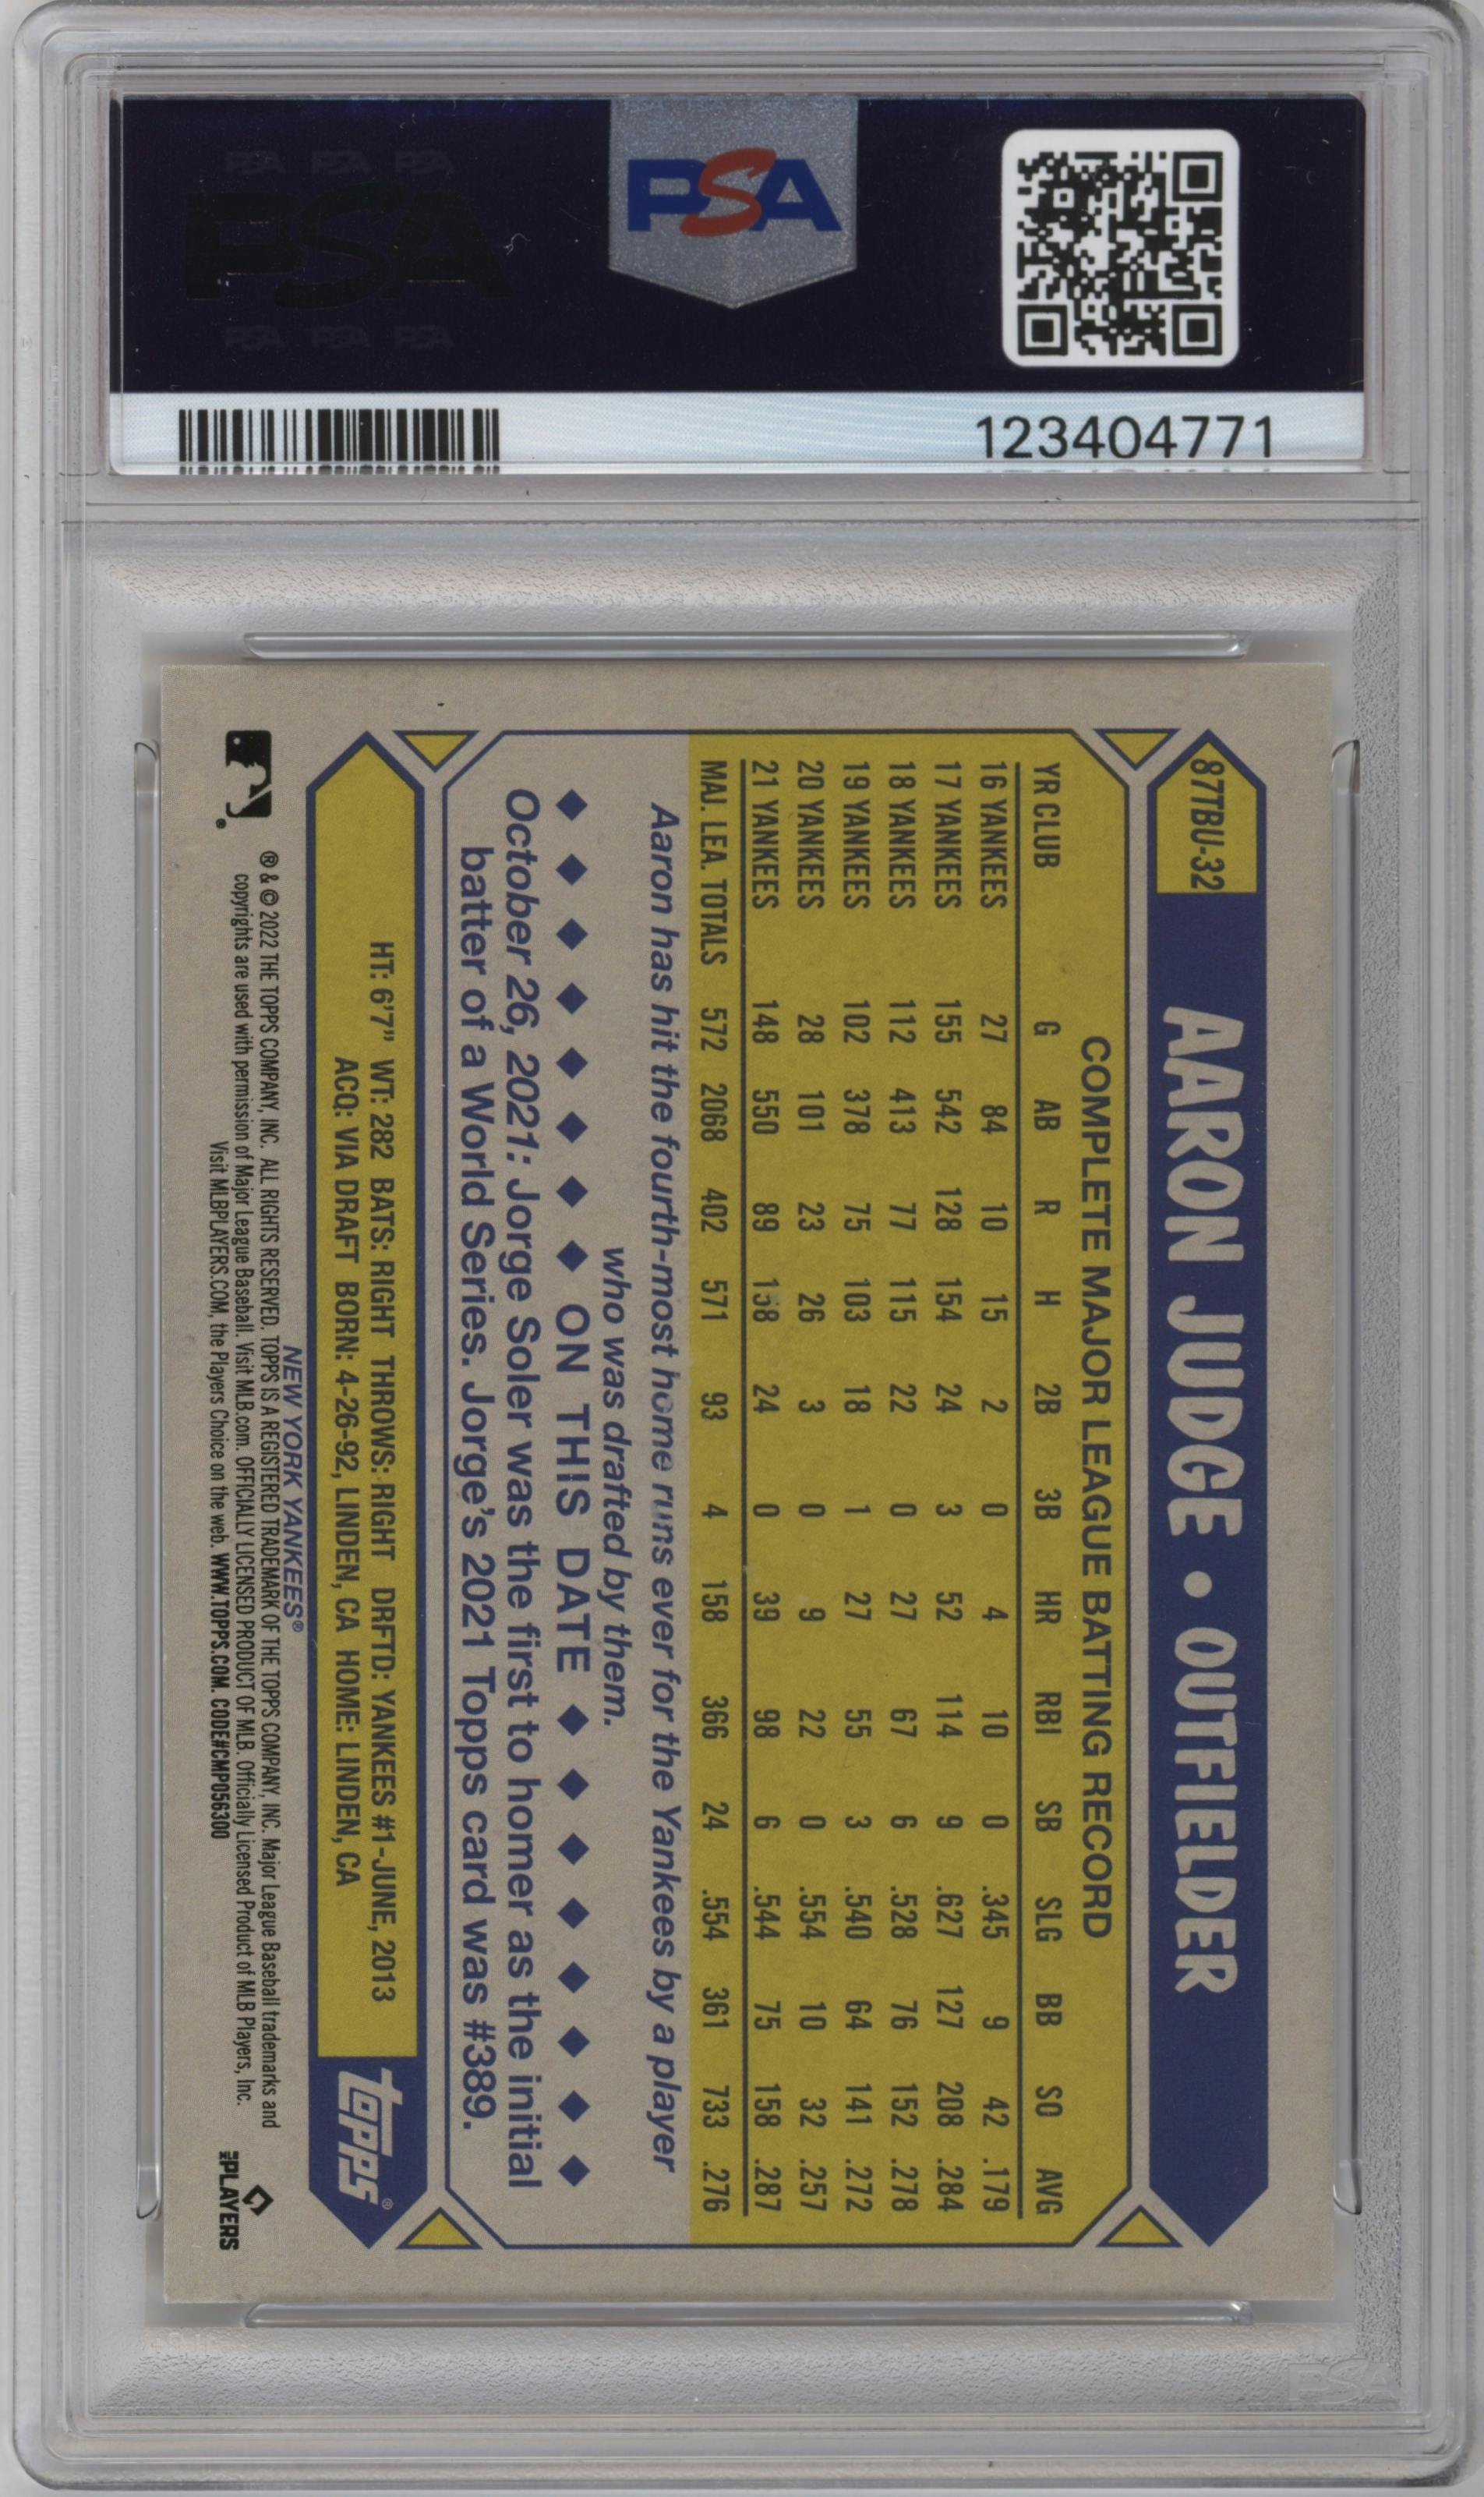 PSA PSA PSA
PSA
PSA PSA PSA
PSA
123404771
87TBU-32 AARON JUDGE • OUTFIELDER
COMPLETE MAJOR LEAGUE BATTING RECORD
YR CLUB G AB R H 2B 3B HR RBI SB SLG BB SO AVG
16 YANKEES 27 84 10 15 2 0 4 10 0 .345 9 42 .179
17 YANKEES 155 542 128 154 24 3 52 114 9 .627 127 208 .284
18 YANKEES 112 413 77 115 22 0 27 67 6 .528 76 152 .278
19 YANKEES 102 378 75 103 18 1 27 55 3 .540 64 141 .272
20 YANKEES 28 101 23 26 3 0 9 22 0 .554 10 32 .257
21 YANKEES 148 550 89 158 24 0 39 98 6 .544 75 158 .287
MAJ. LEA. TOTALS 572 2068 402 571 93 4 158 366 24 .554 361 733 .276
Aaron has hit the fourth-most home runs ever for the Yankees by a player
who was drafted by them.
◆ ◆ ◆ ◆ ◆ ◆ ◆ ◆ ON THIS DATE ◆ ◆ ◆ ◆ ◆ ◆ ◆ ◆
October 26, 2021: Jorge Soler was the first to homer as the initial
batter of a World Series. Jorge's 2021 Topps card was #389.
HT: 6'7" WT: 282 BATS: RIGHT THROWS: RIGHT DRFTD: YANKEES #1-JUNE, 2013
ACQ: VIA DRAFT BORN: 4-26-92, LINDEN, CA HOME: LINDEN, CA
topps®
NEW YORK YANKEES®
® & © 2022 THE TOPPS COMPANY, INC. ALL RIGHTS RESERVED. TOPPS IS A REGISTERED TRADEMARK OF THE TOPPS COMPANY, INC. Major League Baseball trademarks and
copyrights are used with permission of Major League Baseball. Visit MLB.com. OFFICIALLY LICENSED PRODUCT OF MLB. Officially Licensed Product of MLB Players, Inc.
Visit MLBPLAYERS.COM, the Players Choice on the web. WWW.TOPPS.COM. CODE#CMP056300
MLB PLAYERS
PSA